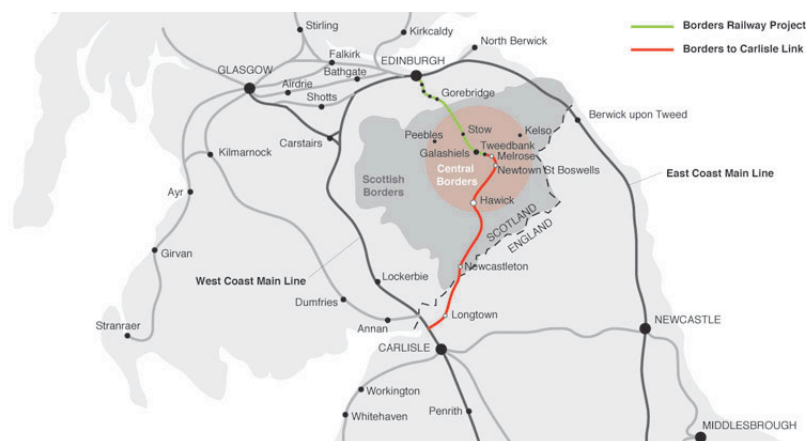 Stirling
Kirkcaldy
North Berwick
Borders Railway Project
Borders to Carlisle Link
Falkirk
EDINBURGH
GLASGOW
Bathgate
Airdrie
Shotts
Gorebridge
Berwick upon Tweed
Carstairs
Stow
Kelso
Peebles
Tweedbank
Galashiels
Melrose
Kilmarnock
Central
Borders
Newtown St Boswells
Scottish
Borders
East Coast Main Line
Ayr
Hawick
SCOTLAND
ENGLAND
Girvan
Newcastleton
West Coast Main Line
Lockerbie
Dumfries
Stranraer
Annan
Longtown
NEWCASTLE
CARLISLE
Workington
Whitehaven
Penrith
MIDDLESBROUGH